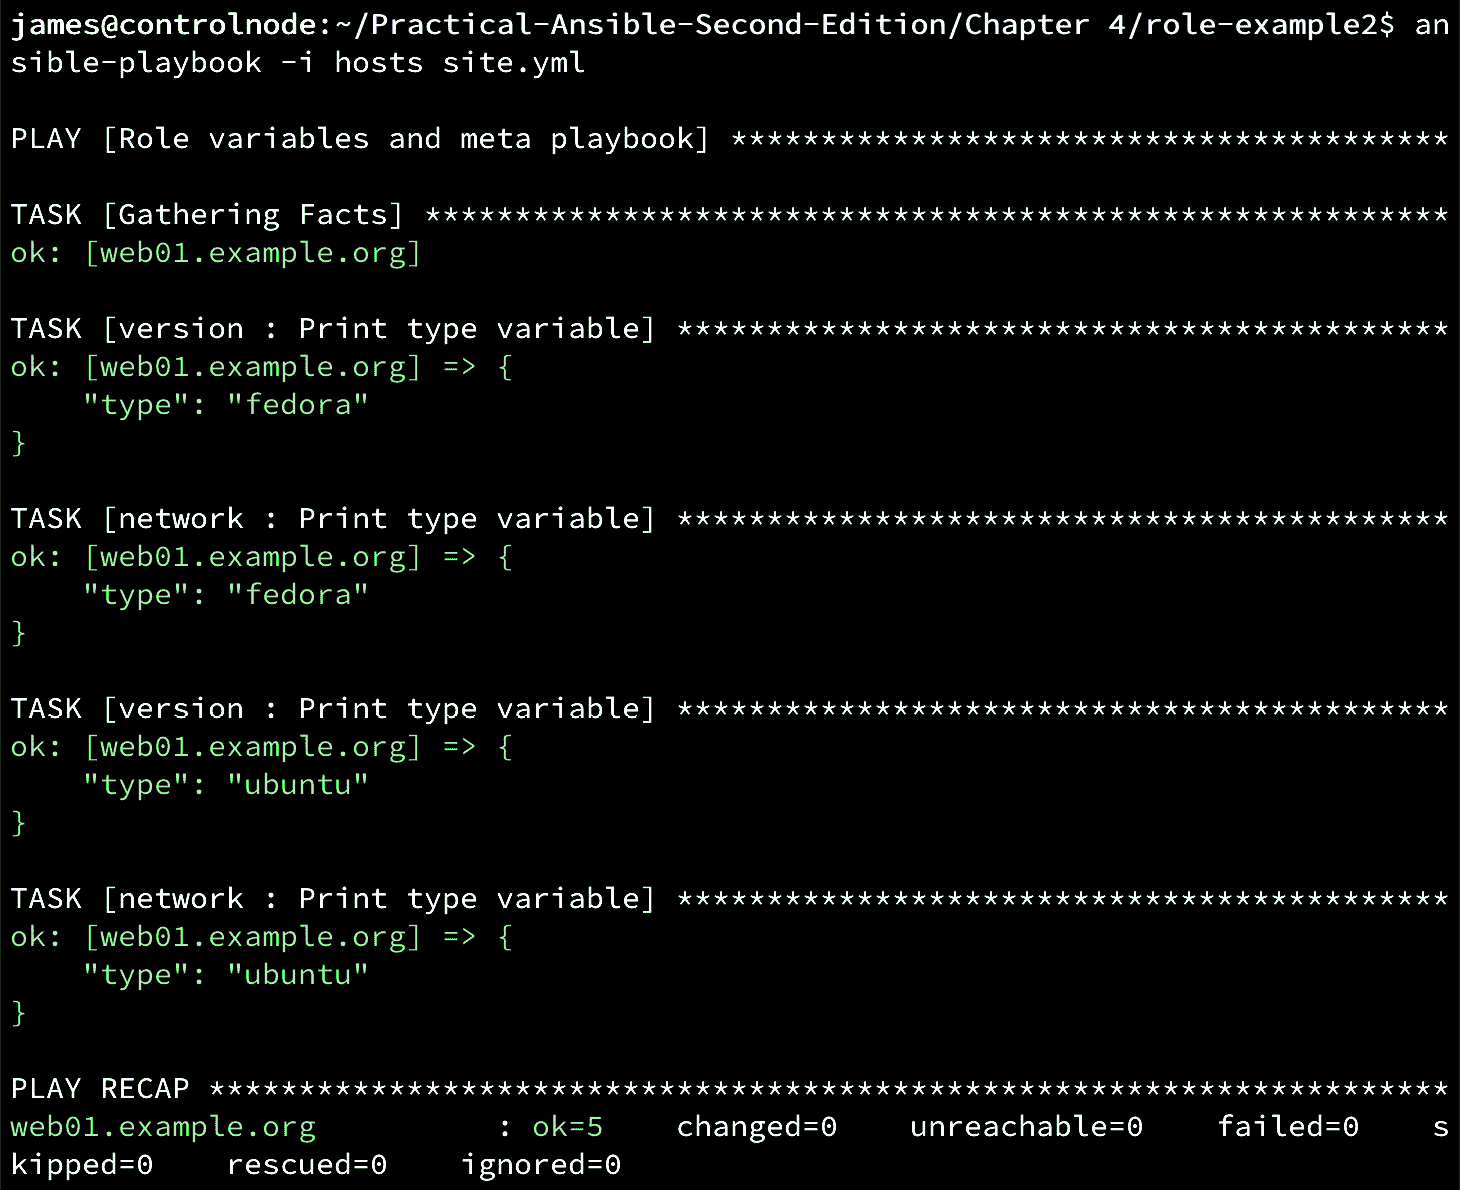 james@controlnode:~/Practical-Ansible-Second-Edition/Chapter 4/role-example2$ an
sible-playbook -i hosts site.yml
PLAY [Role variables and meta playbook] ****************************************
TASK [Gathering Facts] *********************************************************
ok: [web01.example.org]
TASK [version : Print type variable] *******************************************
ok: [web01.example.org] => {
    "type": "fedora"
}
TASK [network : Print type variable] *******************************************
ok: [web01.example.org] => {
    "type": "fedora"
}
TASK [version : Print type variable] *******************************************
ok: [web01.example.org] => {
    "type": "ubuntu"
}
TASK [network : Print type variable] *******************************************
ok: [web01.example.org] => {
    "type": "ubuntu"
}
PLAY RECAP *********************************************************************
web01.example.org          : ok=5    changed=0    unreachable=0    failed=0    s
kipped=0    rescued=0    ignored=0